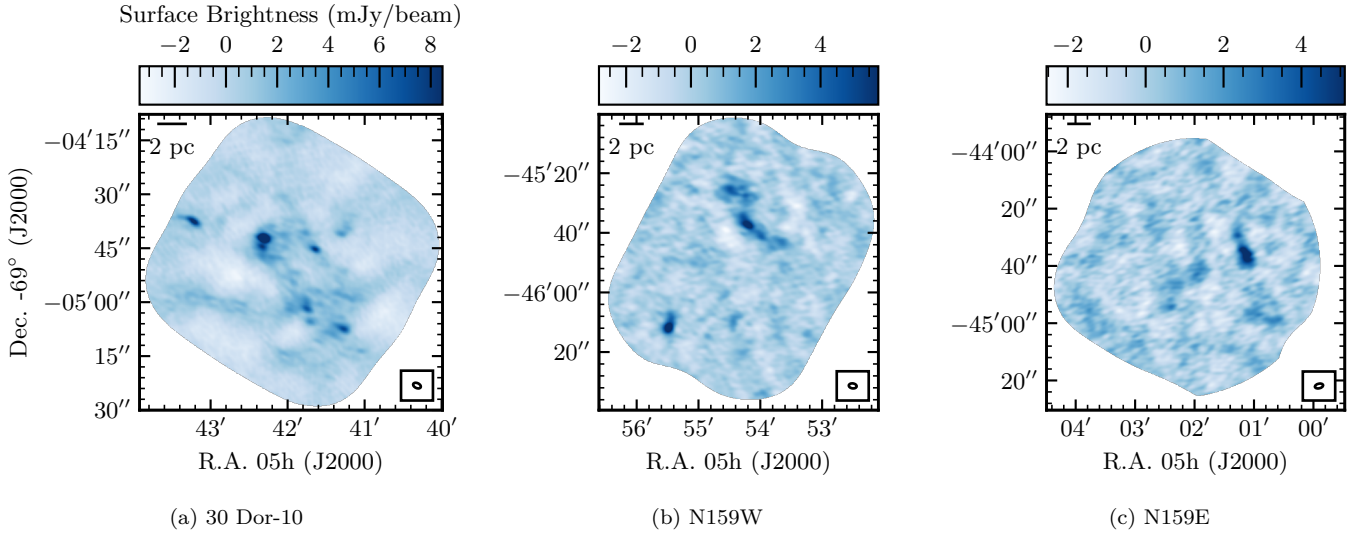 Surface Brightness (mJy/beam)
−2 0 2 4 6 8
−2 0 2 4
−2 0 2 4
2 pc
2 pc
2 pc
Dec. -69° (J2000)
−04′15′′
30′′
45′′
−05′00′′
15′′
30′′
43′ 42′ 41′ 40′
R.A. 05h (J2000)
−45′20′′
40′′
−46′00′′
20′′
56′ 55′ 54′ 53′
R.A. 05h (J2000)
−44′00′′
20′′
40′′
−45′00′′
20′′
04′ 03′ 02′ 01′ 00′
R.A. 05h (J2000)
(a) 30 Dor-10
(b) N159W
(c) N159E